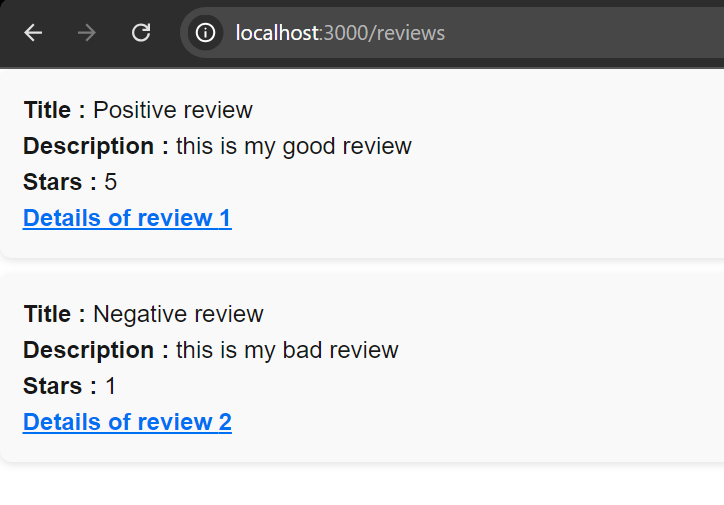 localhost:3000/reviews
Title : Positive review
Description : this is my good review
Stars : 5
Details of review 1
Title : Negative review
Description : this is my bad review
Stars : 1
Details of review 2